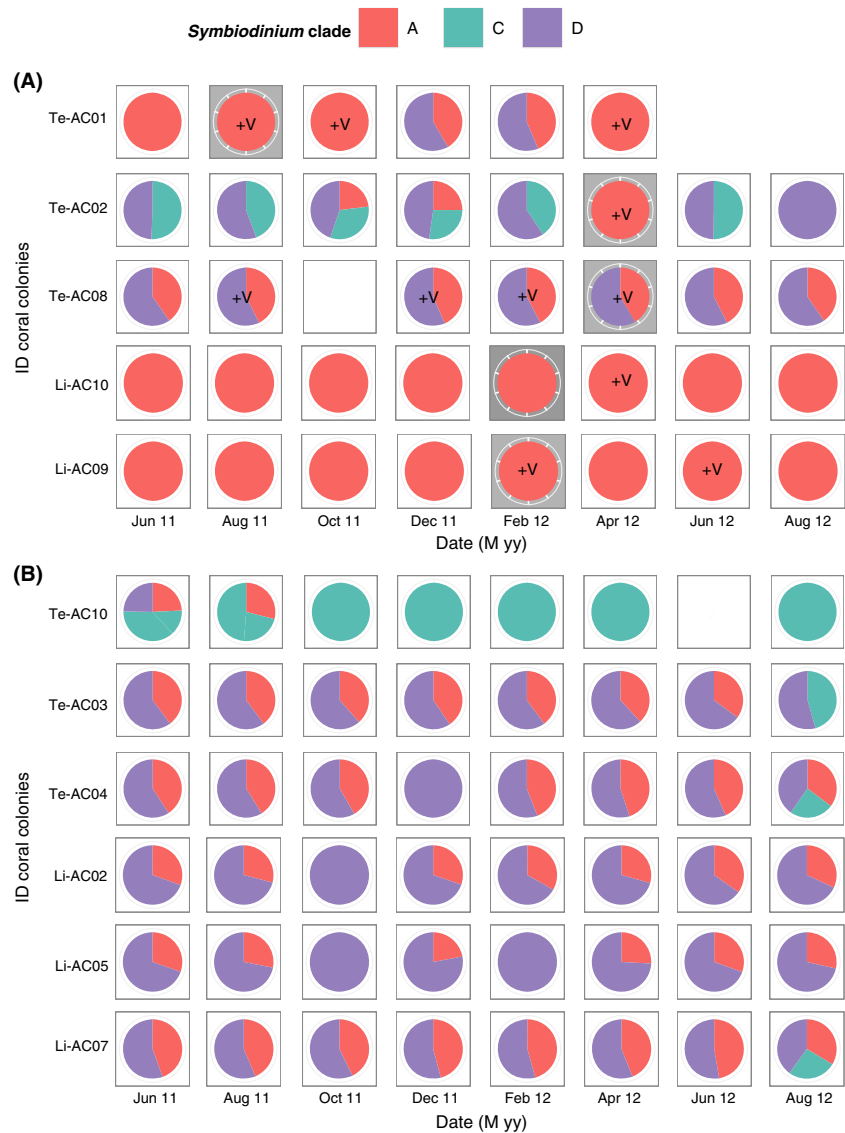 Symbiodinium clade A C D
(A)
Te-AC01 +V +V +V
Te-AC02 +V
Te-AC08 +V +V +V +V
Li-AC10 +V
Li-AC09 +V +V
ID coral colonies
Jun 11 Aug 11 Oct 11 Dec 11 Feb 12 Apr 12 Jun 12 Aug 12
Date (M yy)
(B)
Te-AC10
Te-AC03
Te-AC04
Li-AC02
Li-AC05
Li-AC07
ID coral colonies
Jun 11 Aug 11 Oct 11 Dec 11 Feb 12 Apr 12 Jun 12 Aug 12
Date (M yy)